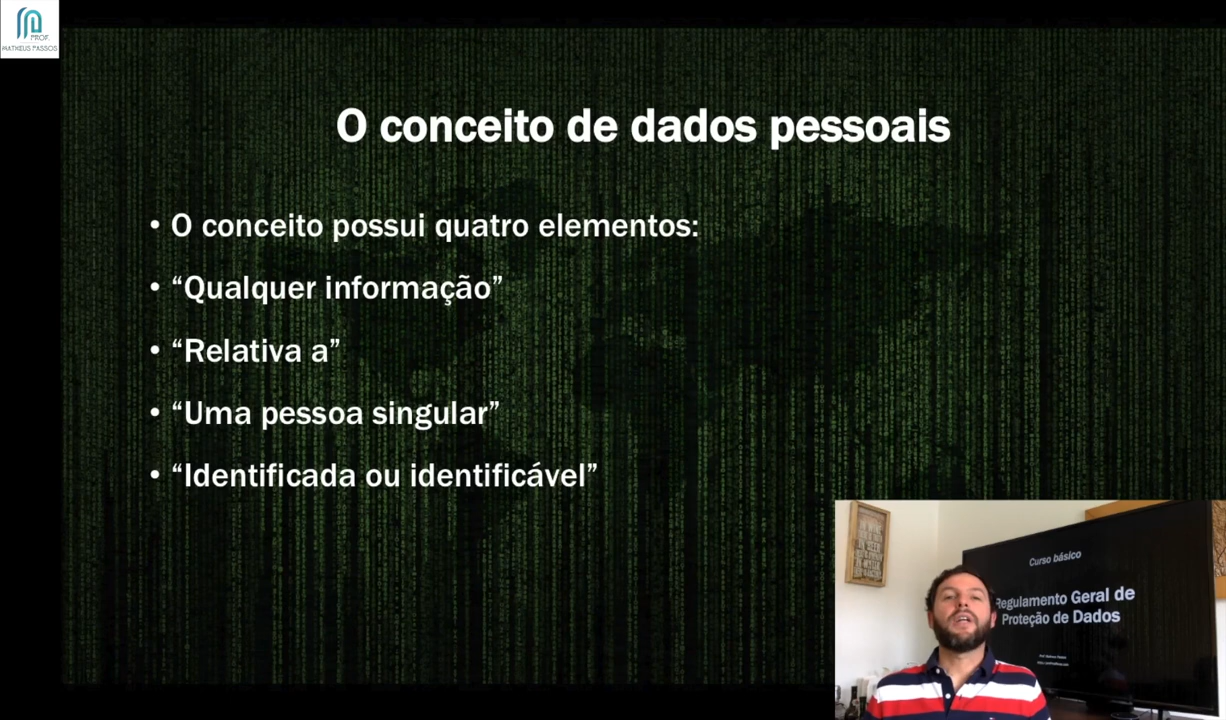 PROF.
MATHEUS PASSOS
O conceito de dados pessoais
• O conceito possui quatro elementos:
• “Qualquer informação”
• “Relativa a”
• “Uma pessoa singular”
• “Identificada ou identificável”
Curso básico
Regulamento Geral de
Proteção de Dados